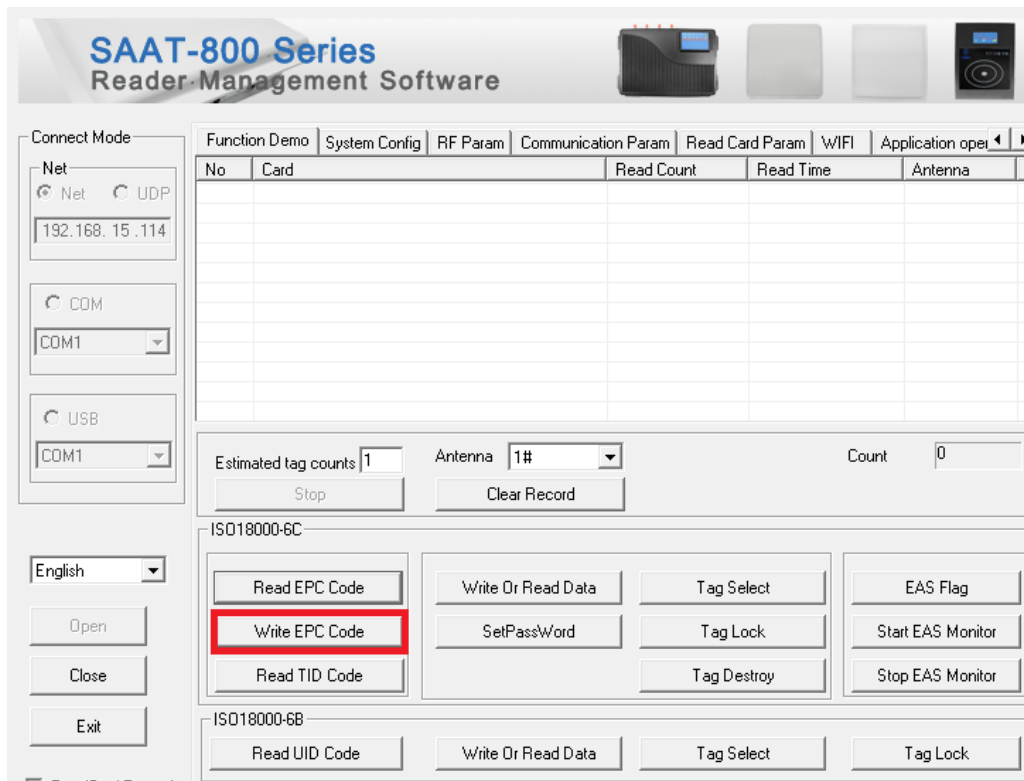 SAAT-800 Series
Reader Management Software
Connect Mode
Net
Net UDP
192.168. 15 .114
COM
COM1
USB
COM1
English
Open
Close
Exit
Function Demo System Config RF Param Communication Param Read Card Param WIFI Application oper
No Card Read Count Read Time Antenna
Estimated tag counts 1 Antenna 1# Count 0
Stop Clear Record
ISO18000-6C
Read EPC Code Write Or Read Data Tag Select EAS Flag
Write EPC Code SetPassWord Tag Lock Start EAS Monitor
Read TID Code Tag Destroy Stop EAS Monitor
ISO18000-6B
Read UID Code Write Or Read Data Tag Select Tag Lock